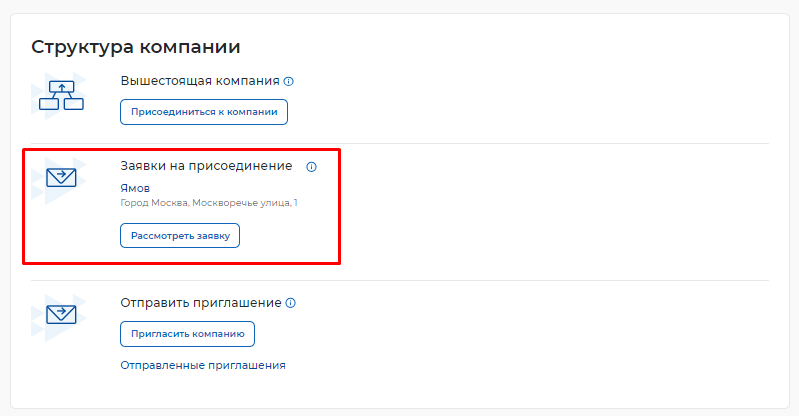 Структура компании
Вышестоящая компания
Присоединиться к компании
Заявки на присоединение
Ямов
Город Москва, Москворечье улица, 1
Рассмотреть заявку
Отправить приглашение
Пригласить компанию
Отправленные приглашения